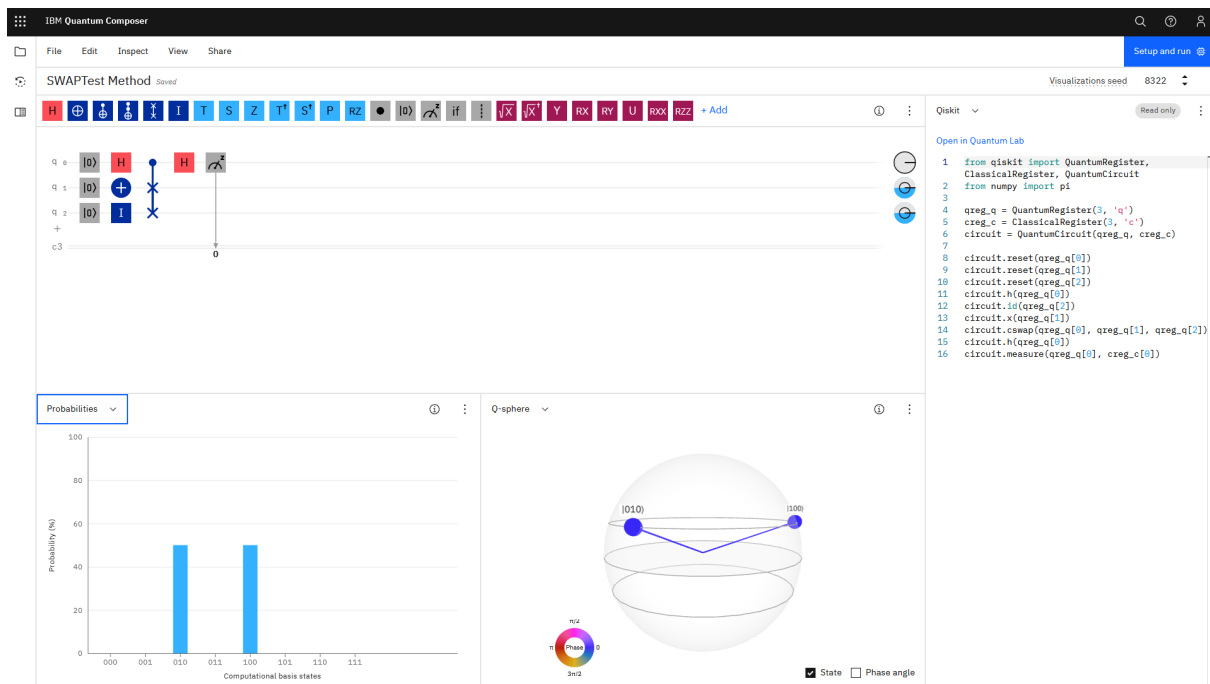 IBM Quantum Composer
File Edit Inspect View Share
Setup and run
SWAPTest Method Saved
Visualizations seed 8322
H I T S Z T† S† P RZ |0⟩ z if √X √X† Y RX RY U RXX RZZ + Add
Qiskit
Read only
Open in Quantum Lab
q 0 |0⟩ H H z
q 1 |0⟩
q 2 |0⟩ I
+
c3
0
1 from qiskit import QuantumRegister,
ClassicalRegister, QuantumCircuit
2 from numpy import pi
3
4 qreg_q = QuantumRegister(3, 'q')
5 creg_c = ClassicalRegister(3, 'c')
6 circuit = QuantumCircuit(qreg_q, creg_c)
7
8 circuit.reset(qreg_q[0])
9 circuit.reset(qreg_q[1])
10 circuit.reset(qreg_q[2])
11 circuit.h(qreg_q[0])
12 circuit.id(qreg_q[2])
13 circuit.x(qreg_q[1])
14 circuit.cswap(qreg_q[0], qreg_q[1], qreg_q[2])
15 circuit.h(qreg_q[0])
16 circuit.measure(qreg_q[0], creg_c[0])
Probabilities
Probability (%)
100
80
60
40
20
0
000 001 010 011 100 101 110 111
Computational basis states
Q-sphere
|010⟩
|100⟩
π/2
π Phase 0
3π/2
State Phase angle